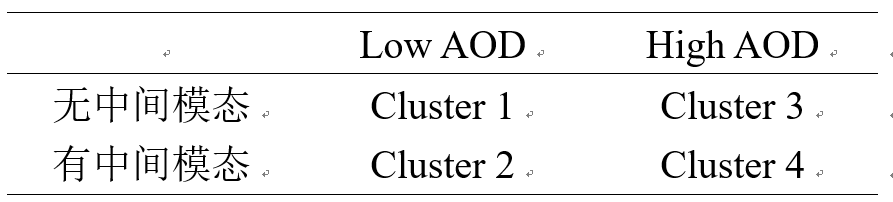 Low AOD High AOD
无中间模态 Cluster 1 Cluster 3
有中间模态 Cluster 2 Cluster 4